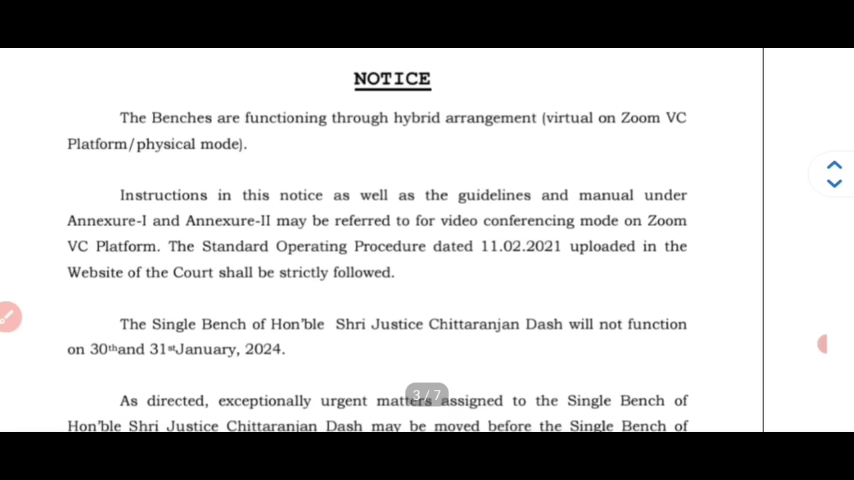 NOTICE
The Benches are functioning through hybrid arrangement (virtual on Zoom VC
Platform/physical mode).
Instructions in this notice as well as the guidelines and manual under
Annexure-I and Annexure-II may be referred to for video conferencing mode on Zoom
VC Platform. The Standard Operating Procedure dated 11.02.2021 uploaded in the
Website of the Court shall be strictly followed.
The Single Bench of Hon'ble Shri Justice Chittaranjan Dash will not function
on 30thand 31stJanuary, 2024.
As directed, exceptionally urgent matters assigned to the Single Bench of
Hon'ble Shri Justice Chittaranjan Dash may be moved before the Single Bench of
3 / 7